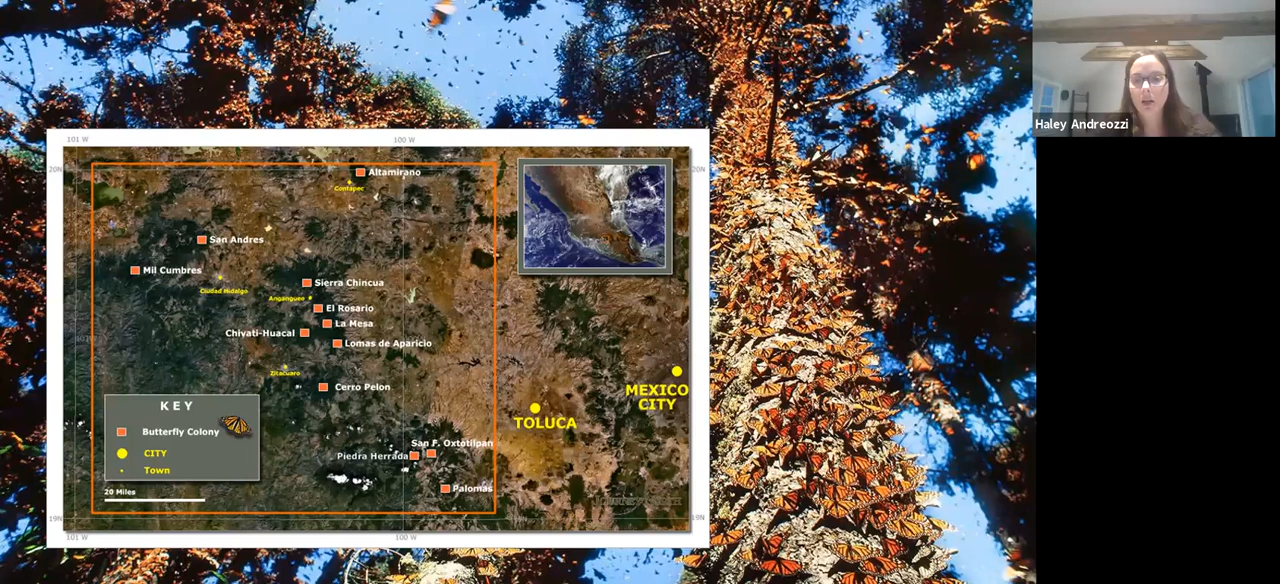 Haley Andreozzi
101 W
100 W
20N
20N
Altamirano
Contepec
San Andres
Mil Cumbres
Sierra Chincua
Ciudad Hidalgo
Angangueo
El Rosario
La Mesa
Chivati-Huacal
Lomas de Aparicio
Zitacuaro
Cerro Pelon
MEXICO
CITY
TOLUCA
KEY
Butterfly Colony
CITY
Town
20 Miles
San F. Oxtotilpan
Piedra Herrada
Palomas
19N
19N
101 W
100 W